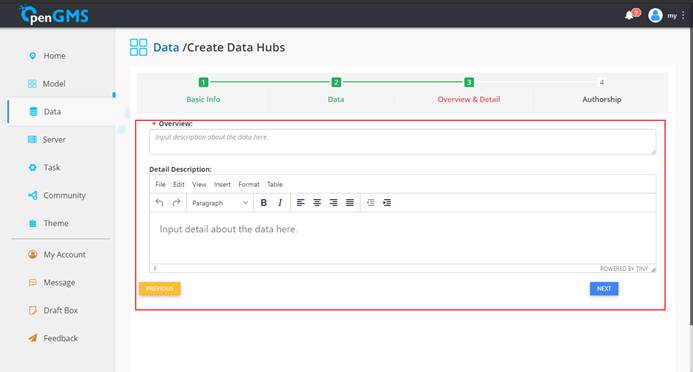 OpenGMS
7
my
Home
Model
Data
Server
Task
Community
Theme
My Account
Message
Draft Box
Feedback
Data /Create Data Hubs
1
2
3
4
Basic Info
Data
Overview & Detail
Authorship
* Overview:
Input description about the data here.
Detail Description:
File Edit View Insert Format Table
Paragraph B I
Input detail about the data here.
P POWERED BY TINY
PREVIOUS
NEXT